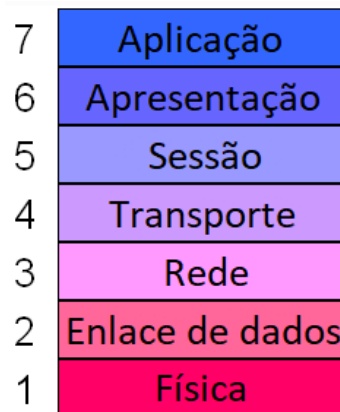 7 Aplicação
6 Apresentação
5 Sessão
4 Transporte
3 Rede
2 Enlace de dados
1 Física